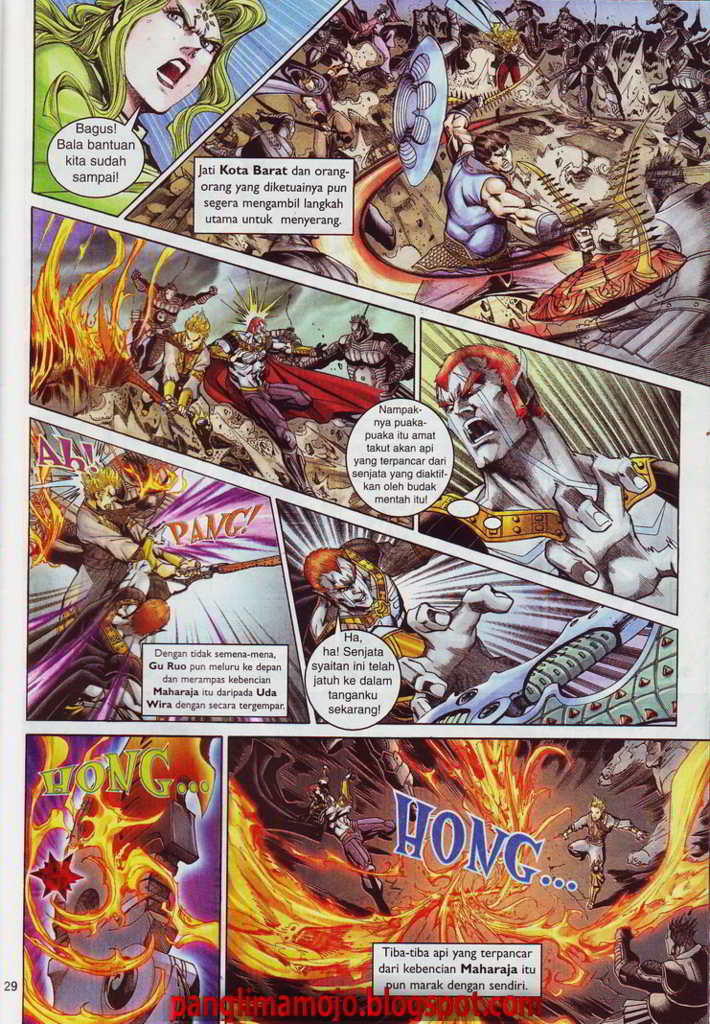 Bagus!
Bala bantuan
kita sudah
sampai!
Jati Kota Barat dan orang-
orang yang diketuainya pun
segera mengambil langkah
utama untuk menyerang.
Nampak-
nya puaka-
puaka itu amat
takut akan api
yang terpancar dari
senjata yang diaktif-
kan oleh budak
mentah itu!
Ah!
PANG!
Dengan tidak semena-mena,
Gu Ruo pun meluru ke depan
dan merampas kebencian
Maharaja itu daripada Uda
Wira dengan secara tergempar.
Ha,
ha! Senjata
syaitan ini telah
jatuh ke dalam
tanganku
sekarang!
HONG...
HONG...
Tiba-tiba api yang terpancar
dari kebencian Maharaja itu
pun marak dengan sendiri.
29
panglimamojo.blogspot.com